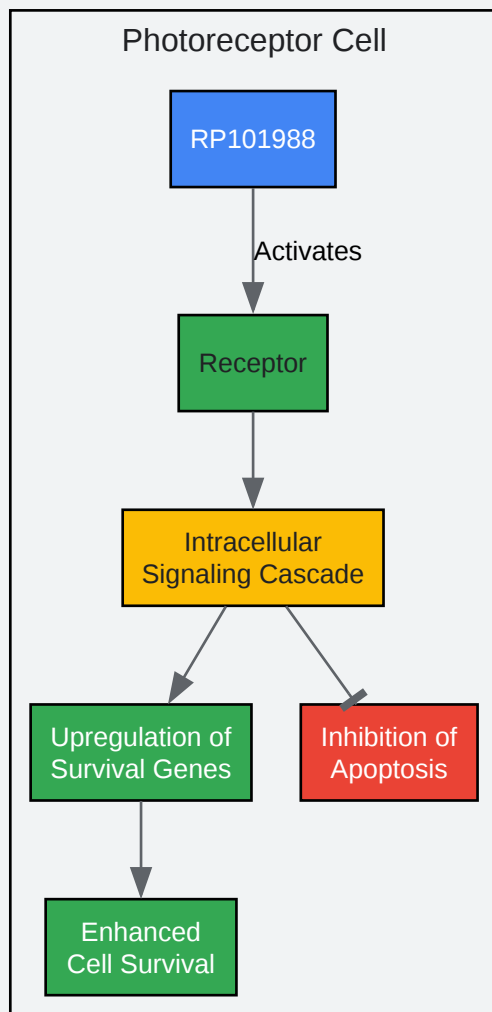 Photoreceptor Cell
RP101988
Activates
Receptor
Intracellular
Signaling Cascade
Upregulation of
Survival Genes
Inhibition of
Apoptosis
Enhanced
Cell Survival